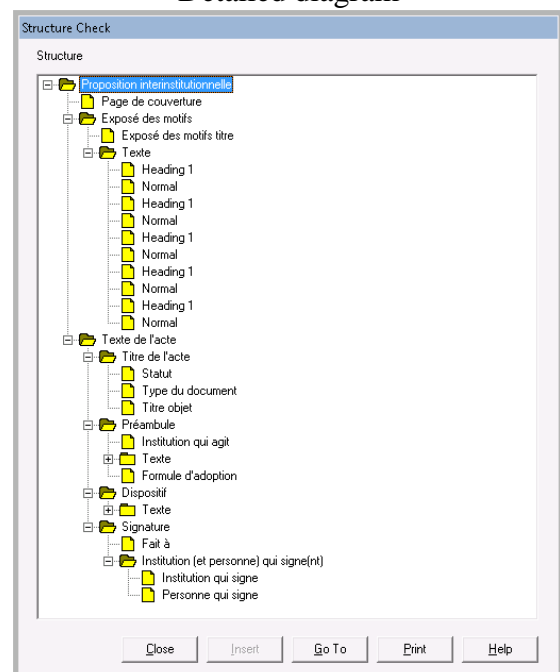 Detailed diagram
Structure Check
Structure
Proposition interinstitutionnelle
Page de couverture
Exposé des motifs
Exposé des motifs titre
Texte
Heading 1
Normal
Heading 1
Normal
Heading 1
Normal
Heading 1
Normal
Heading 1
Normal
Texte de l'acte
Titre de l'acte
Statut
Type du document
Titre objet
Préambule
Institution qui agit
Texte
Formule d'adoption
Dispositif
Texte
Signature
Fait à
Institution (et personne) qui signe(nt)
Institution qui signe
Personne qui signe
Close Insert Go To Print Help